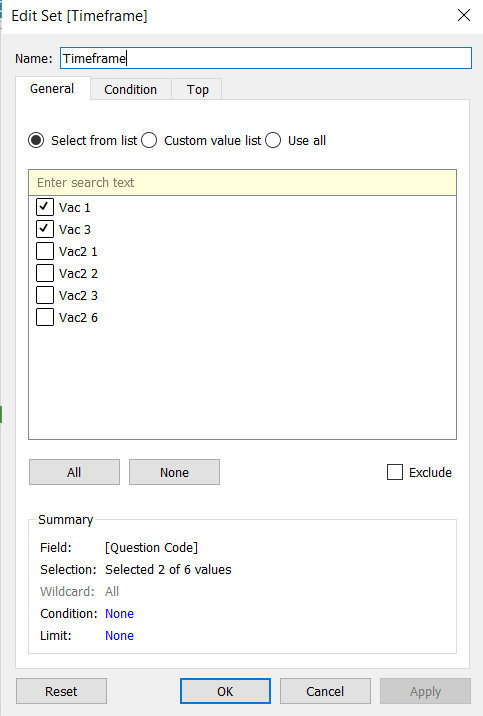 Edit Set [Timeframe]
Name: Timeframe
General Condition Top
Select from list Custom value list Use all
Enter search text
Vac 1
Vac 3
Vac2 1
Vac2 2
Vac2 3
Vac2 6
All None Exclude
Summary
Field: [Question Code]
Selection: Selected 2 of 6 values
Wildcard: All
Condition: None
Limit: None
Reset OK Cancel Apply